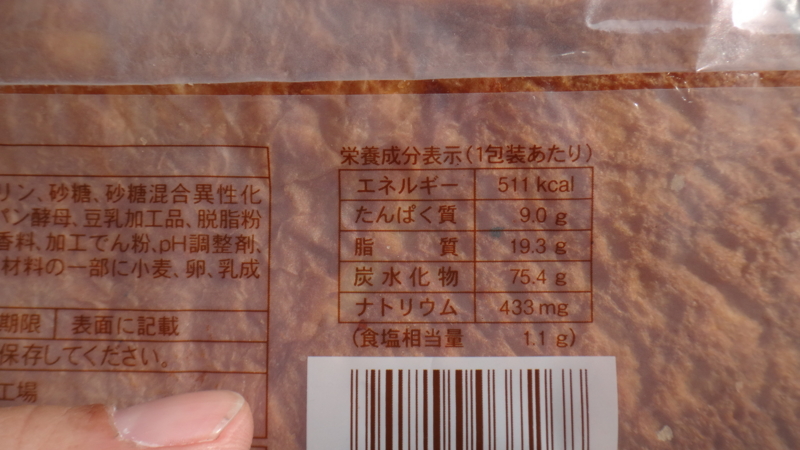 リン、砂糖、砂糖混合異性化
パン酵母、豆乳加工品、脱脂粉
香料、加工でん粉、pH調整剤、
材料の一部に小麦、卵、乳成
期限 表面に記載
保存してください。
工場
栄養成分表示(1包装あたり)
エネルギー 511 kcal
たんぱく質 9.0 g
脂質 19.3 g
炭水化物 75.4 g
ナトリウム 433 mg
(食塩相当量 1.1 g)